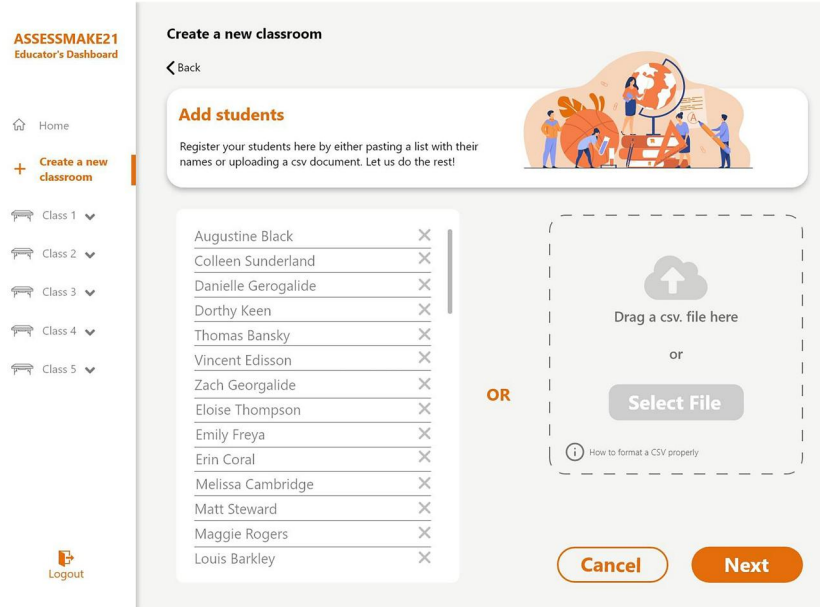 ASSESSMAKE21
Educator's Dashboard
Home
Create a new
classroom
Class 1
Class 2
Class 3
Class 4
Class 5
Logout
Create a new classroom
Back
Add students
Register your students here by either pasting a list with their
names or uploading a csv document. Let us do the rest!
A
Augustine Black
Colleen Sunderland
Danielle Gerogalide
Dorthy Keen
Thomas Bansky
Vincent Edisson
Zach Georgalide
Eloise Thompson
Emily Freya
Erin Coral
Melissa Cambridge
Matt Steward
Maggie Rogers
Louis Barkley
OR
Drag a csv. file here
or
Select File
How to format a CSV properly
Cancel
Next